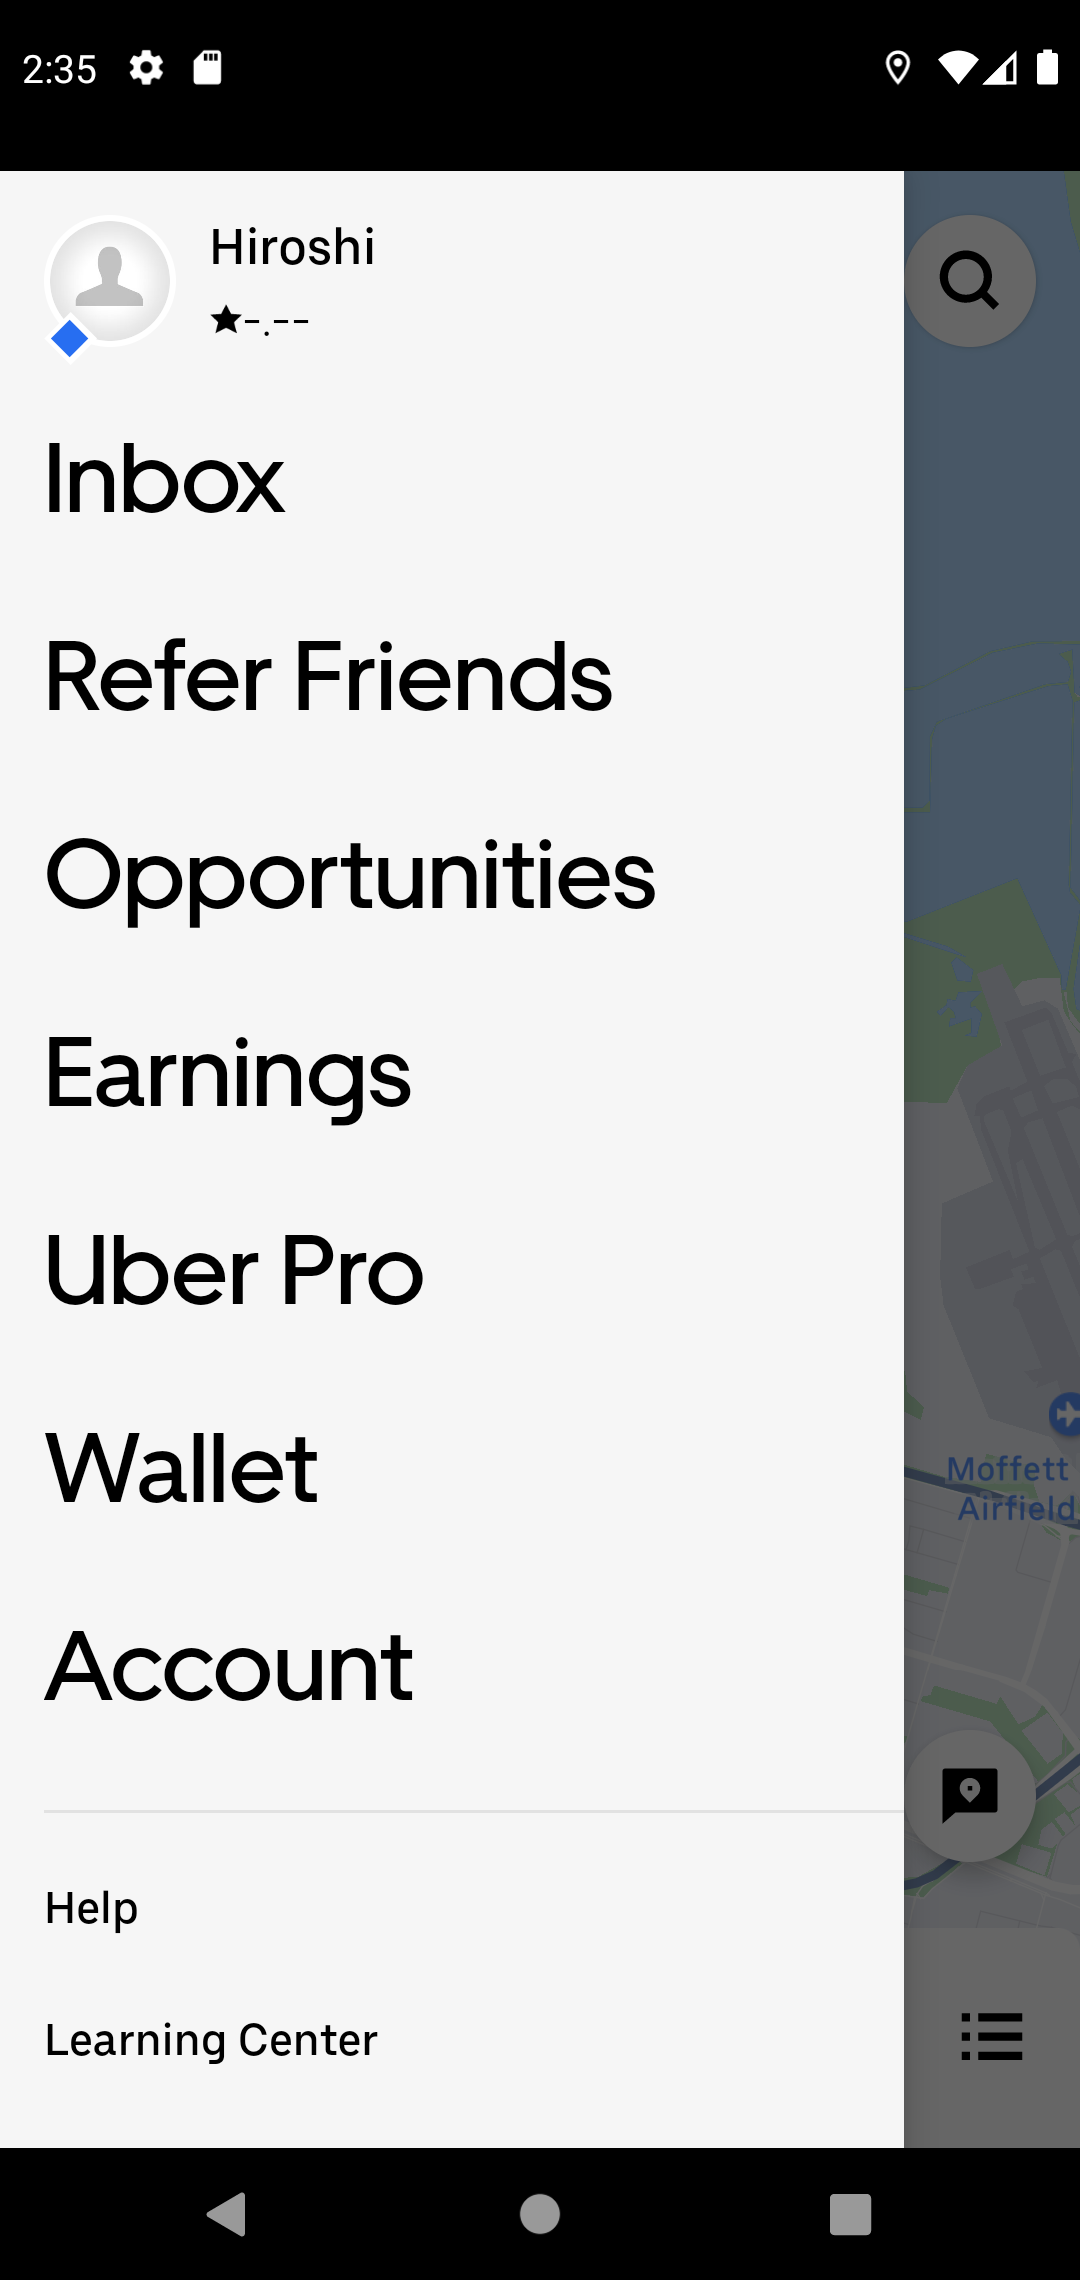 2:35
Hiroshi
★-.--
Inbox
Refer Friends
Opportunities
Earnings
Uber Pro
Wallet
Account
Moffett
Airfield
Help
Learning Center